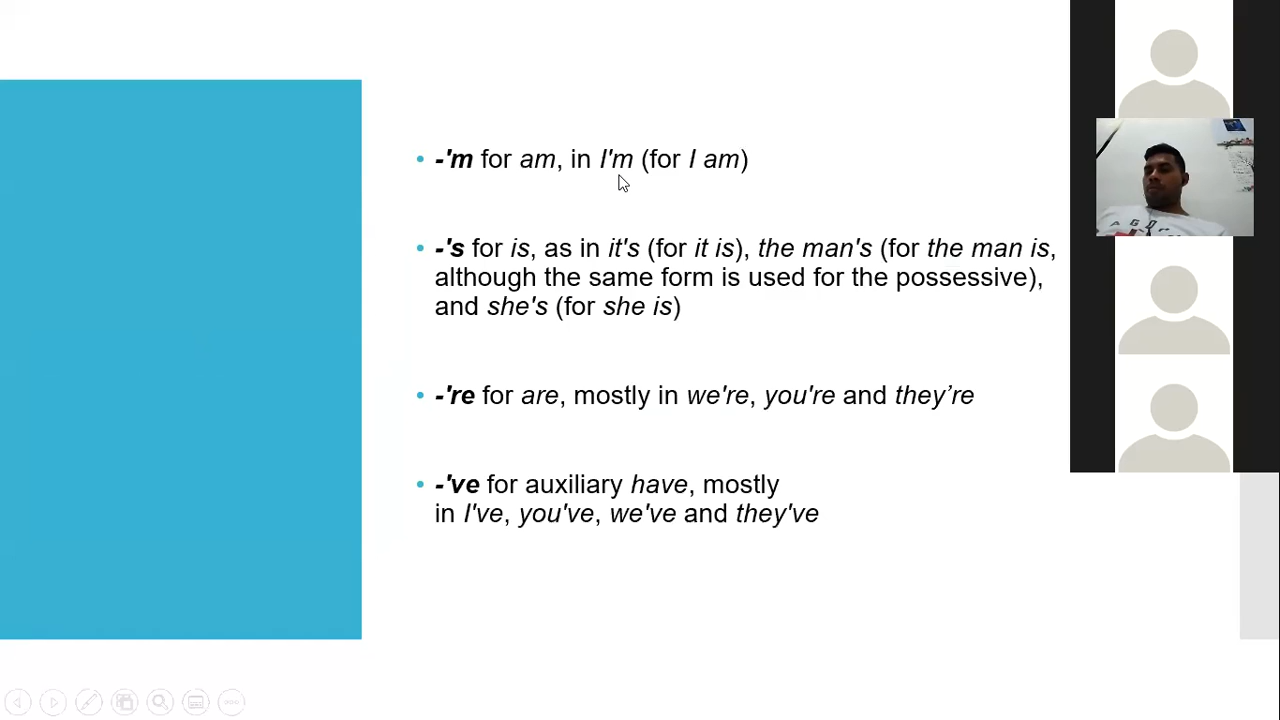 -'m for am, in I'm (for I am)
-'s for is, as in it's (for it is), the man's (for the man is,
although the same form is used for the possessive),
and she's (for she is)
-'re for are, mostly in we're, you're and they’re
-'ve for auxiliary have, mostly
in I've, you've, we've and they've